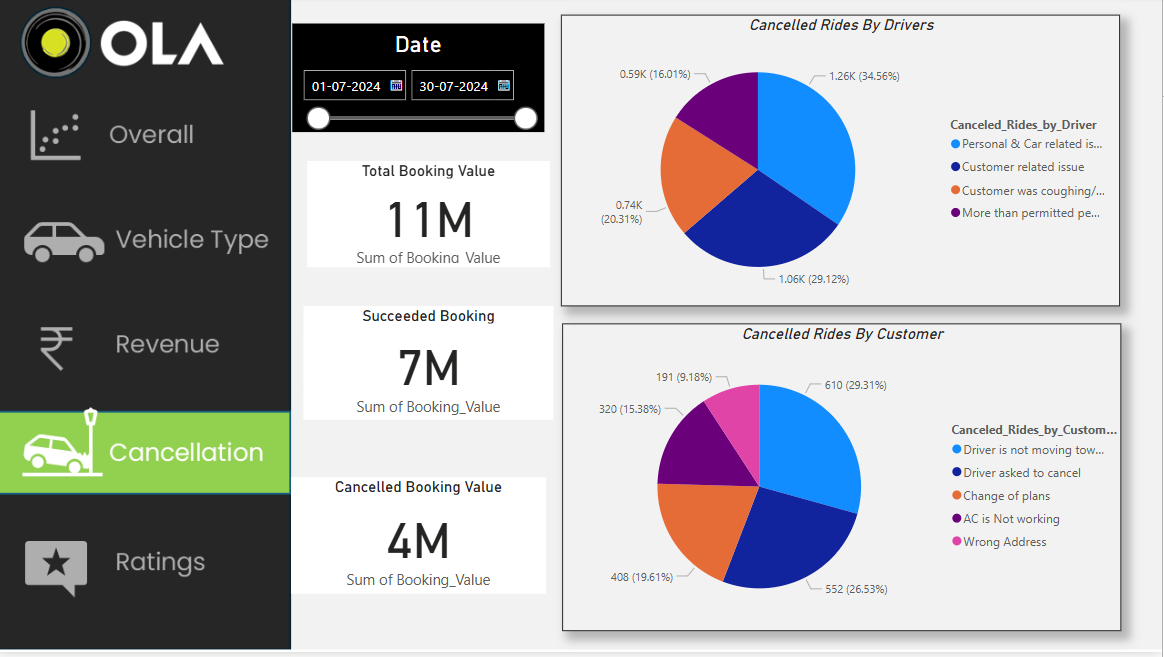 OLA
Overall
Vehicle Type
Revenue
Cancellation
Ratings
Date
01-07-2024
30-07-2024
Total Booking Value
11M
Sum of Booking_Value
Succeeded Booking
7M
Sum of Booking_Value
Cancelled Booking Value
4M
Sum of Booking_Value
Cancelled Rides By Drivers
0.59K (16.01%)
1.26K (34.56%)
0.74K
(20.31%)
1.06K (29.12%)
Canceled_Rides_by_Driver
Personal & Car related is...
Customer related issue
Customer was coughing/...
More than permitted pe...
Cancelled Rides By Customer
191 (9.18%)
610 (29.31%)
320 (15.38%)
408 (19.61%)
552 (26.53%)
Canceled_Rides_by_Custom...
Driver is not moving tow...
Driver asked to cancel
Change of plans
AC is Not working
Wrong Address